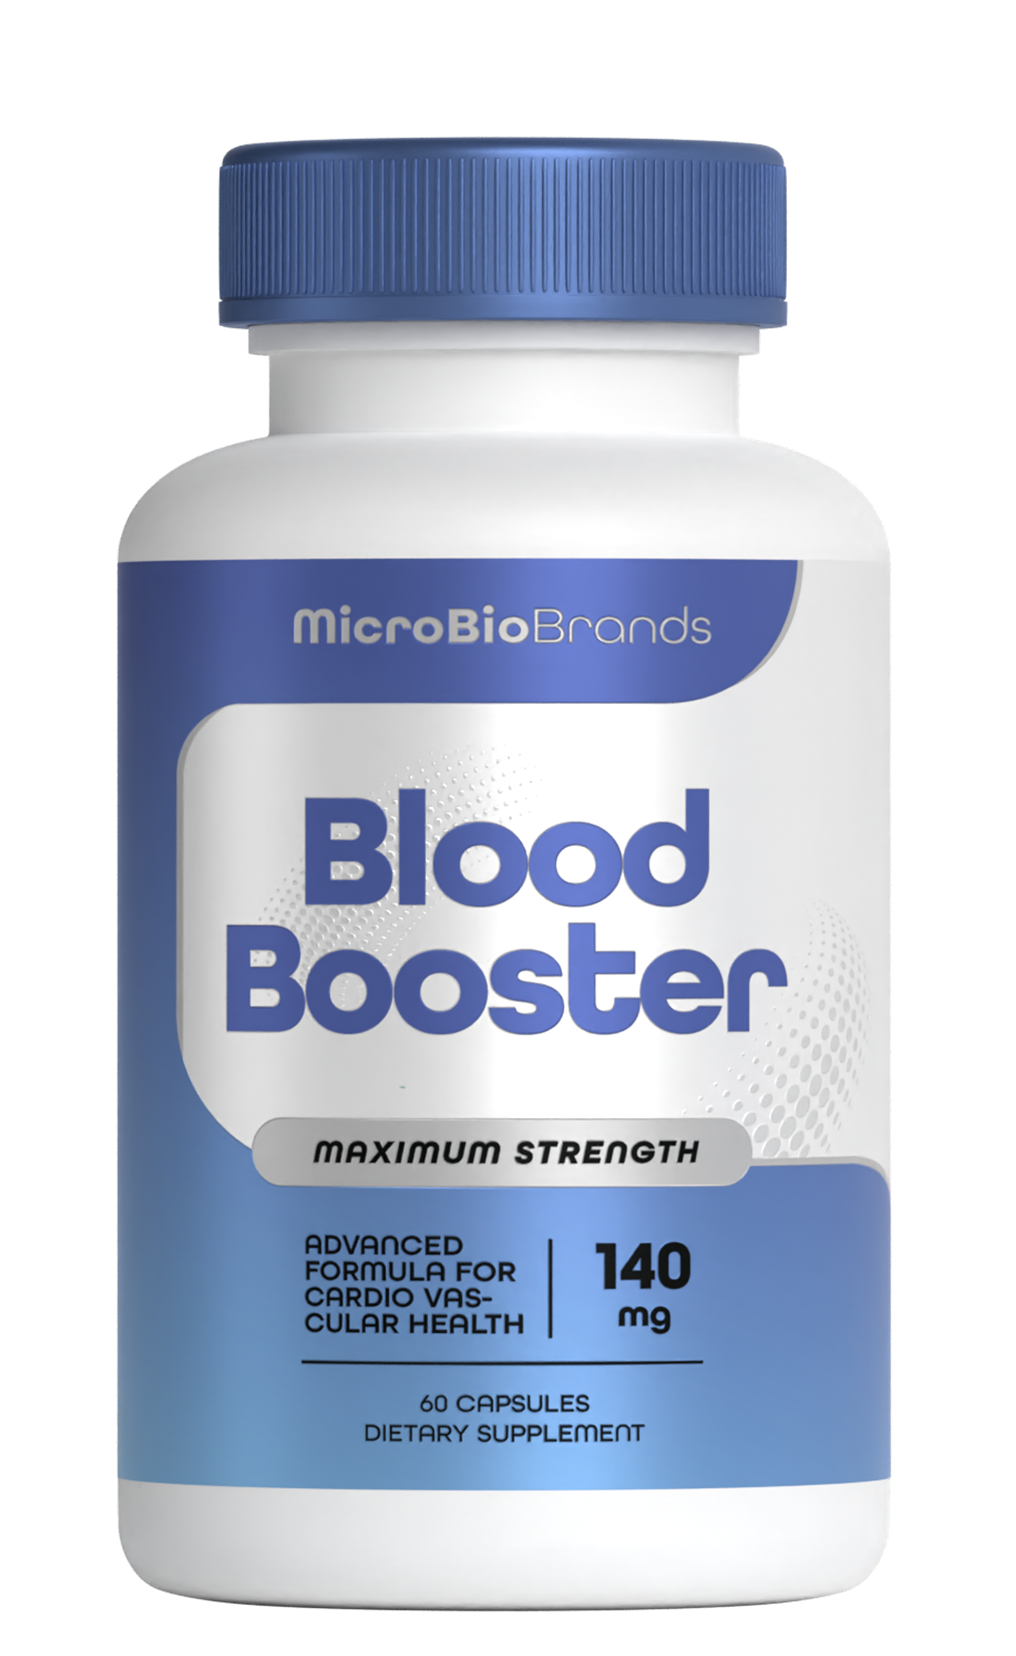 MicroBioBrands
Blood
Booster
MAXIMUM STRENGTH
ADVANCED
FORMULA FOR
CARDIO VAS-
CULAR HEALTH
140
mg
60 CAPSULES
DIETARY SUPPLEMENT